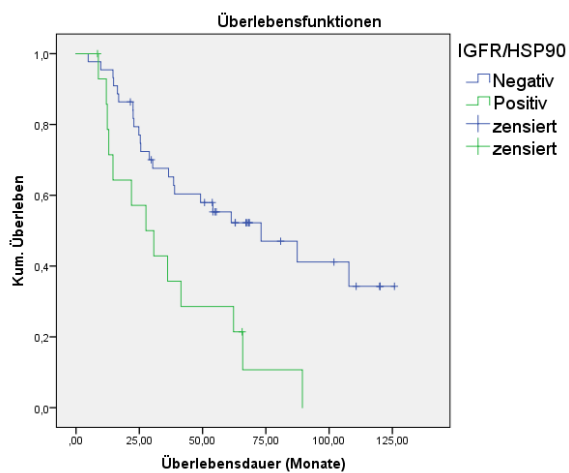 Überlebensfunktionen
IGFR/HSP90
Negativ
Positiv
zensiert
zensiert
Kum. Überleben
1,0
0,8
0,6
0,4
0,2
0,0
,00
25,00
50,00
75,00
100,00
125,00
Überlebensdauer (Monate)